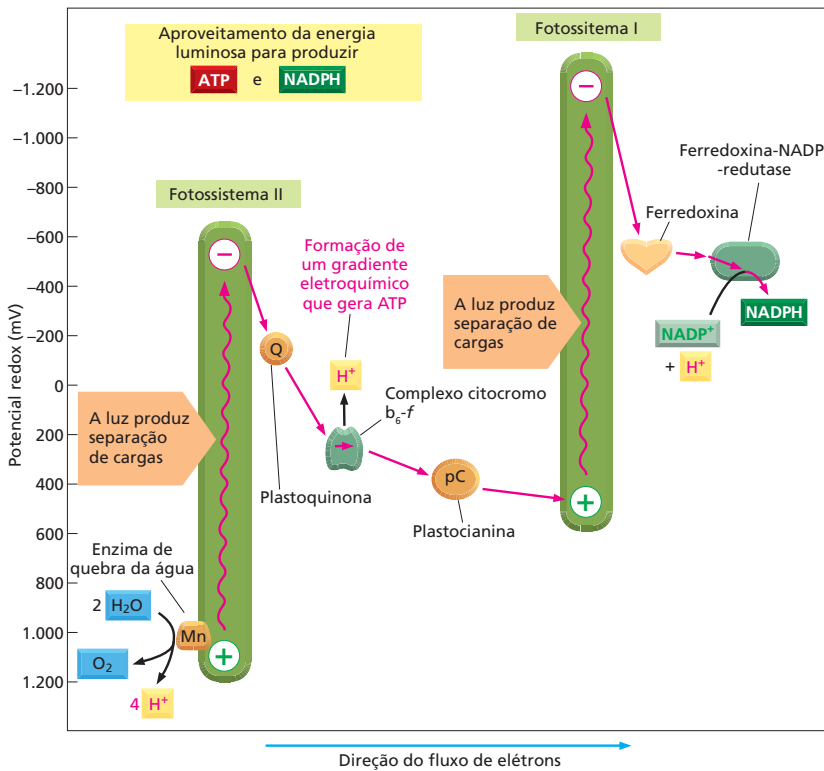 Aproveitamento da energia
luminosa para produzir
ATP e NADPH
Fotossitema I
Fotossistema II
Potencial redox (mV)
–1.200
–1.000
–800
–600
–400
–200
0
200
400
600
800
1.000
1.200
–
Formação de
um gradiente
eletroquímico
que gera ATP
H+
Q
Plastoquinona
Complexo citocromo
b6-f
A luz produz
separação
de cargas
pC
Plastocianina
Enzima de
quebra da água
2 H2O
Mn
+
O2
4 H+
–
A luz produz
separação de
cargas
+
Ferredoxina
Ferredoxina-NADP
-redutase
NADP+
+ H+
NADPH
Direção do fluxo de elétrons